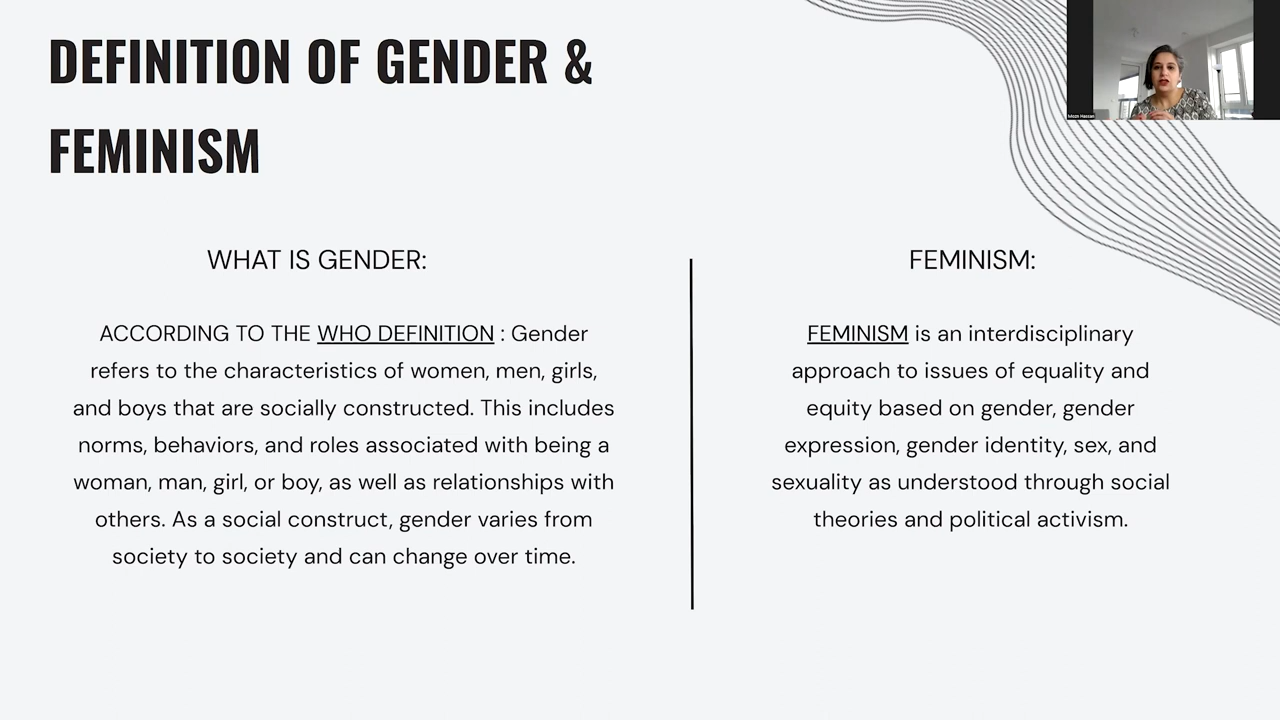 DEFINITION OF GENDER &
FEMINISM
WHAT IS GENDER:
ACCORDING TO THE WHO DEFINITION : Gender
refers to the characteristics of women, men, girls,
and boys that are socially constructed. This includes
norms, behaviors, and roles associated with being a
woman, man, girl, or boy, as well as relationships with
others. As a social construct, gender varies from
society to society and can change over time.
FEMINISM:
FEMINISM is an interdisciplinary
approach to issues of equality and
equity based on gender, gender
expression, gender identity, sex, and
sexuality as understood through social
theories and political activism.
Moon Hassan